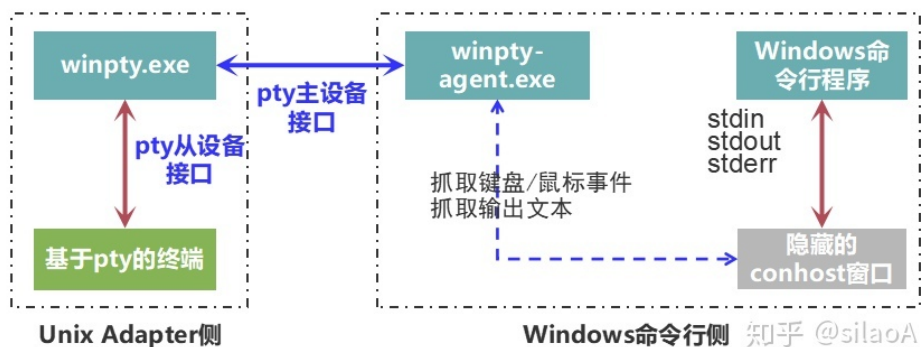 winpty.exe
pty主设备
接口
pty从设备
接口
基于pty的终端
Unix Adapter侧
winpty-
agent.exe
Windows命
令行程序
stdin
stdout
stderr
抓取键盘/鼠标事件
抓取输出文本
隐藏的
conhost窗口
Windows命令行侧
知乎 @silaoA